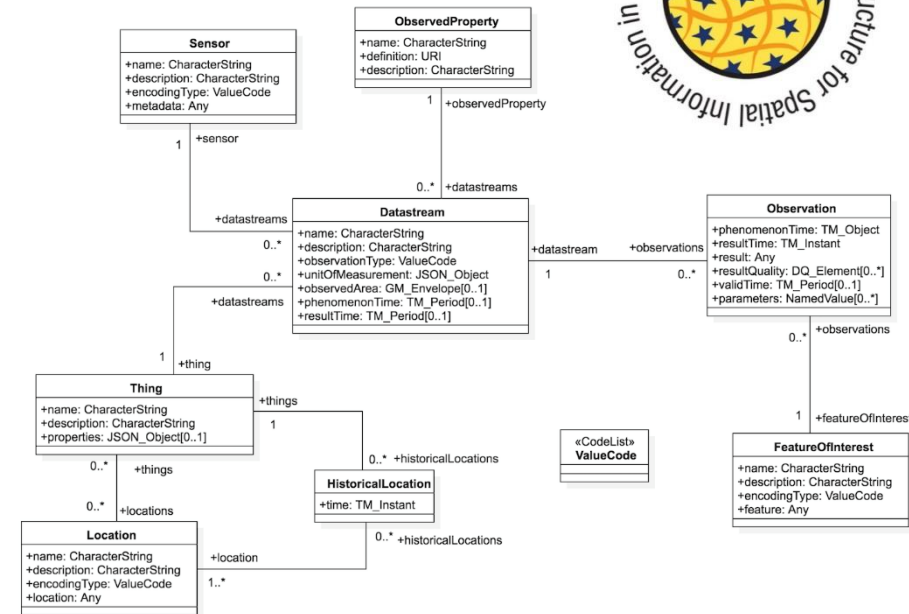 ObservedProperty
+name: CharacterString
+definition: URI
+description: CharacterString
Sensor
+name: CharacterString
+description: CharacterString
+encodingType: ValueCode
+metadata: Any
ucture for Spatial Information in
1
+observedProperty
1
+sensor
0..*
+datastreams
+datastreams
0..*
Datastream
+name: CharacterString
+description: CharacterString
+observationType: ValueCode
+unitOfMeasurement: JSON_Object
+observedArea: GM_Envelope[0..1]
+phenomenonTime: TM_Period[0..1]
+resultTime: TM_Period[0..1]
+datastream
1
+observations
0..*
Observation
+phenomenonTime: TM_Object
+resultTime: TM_Instant
+result: Any
+resultQuality: DQ_Element[0..*]
+validTime: TM_Period[0..1]
+parameters: NamedValue[0..*]
0..*
+datastreams
0..*
+observations
1
+thing
Thing
+name: CharacterString
+description: CharacterString
+properties: JSON_Object[0..1]
+things
1
0..*
+historicalLocations
«CodeList»
ValueCode
1
+featureOfInterest
FeatureOfInterest
+name: CharacterString
+description: CharacterString
+encodingType: ValueCode
+feature: Any
0..*
+things
HistoricalLocation
+time: TM_Instant
0..*
+locations
0..*
+historicalLocations
Location
+name: CharacterString
+description: CharacterString
+encodingType: ValueCode
+location: Any
+location
1..*